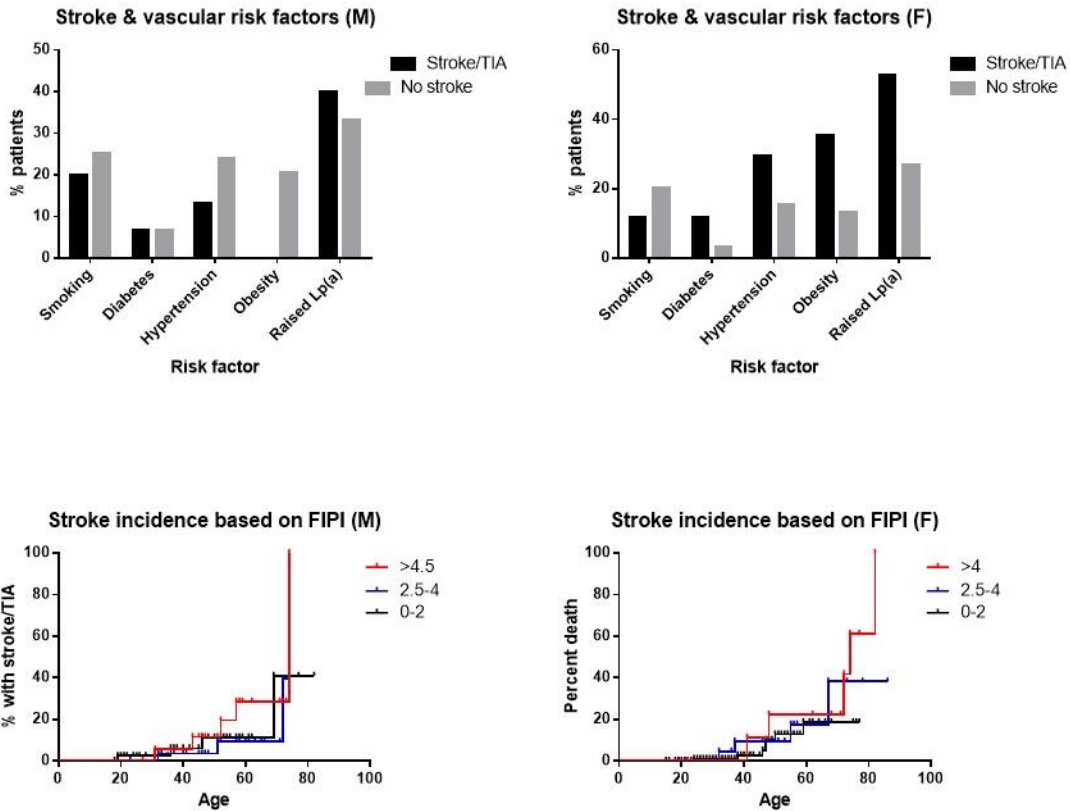 Stroke & vascular risk factors (M)
50
40
30
20
10
0
% patients
Stroke/TIA
No stroke
Smoking
Diabetes
Hypertension
Obesity
Raised Lp(a)
Risk factor
Stroke & vascular risk factors (F)
60
40
20
0
% patients
Stroke/TIA
No stroke
Smoking
Diabetes
Hypertension
Obesity
Raised Lp(a)
Risk factor
Stroke incidence based on FIPI (M)
100
80
60
40
20
0
% with stroke/TIA
>4.5
2.5-4
0-2
0 20 40 60 80 100
Age
Stroke incidence based on FIPI (F)
100
80
60
40
20
0
Percent death
>4
2.5-4
0-2
0 20 40 60 80 100
Age